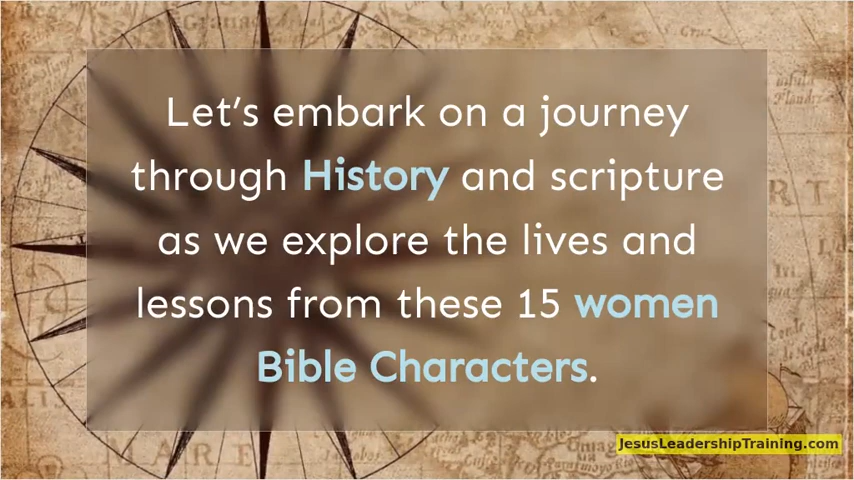 Let's embark on a journey
through History and scripture
as we explore the lives and
lessons from these 15 women
Bible Characters.
JesusLeadershipTraining.com